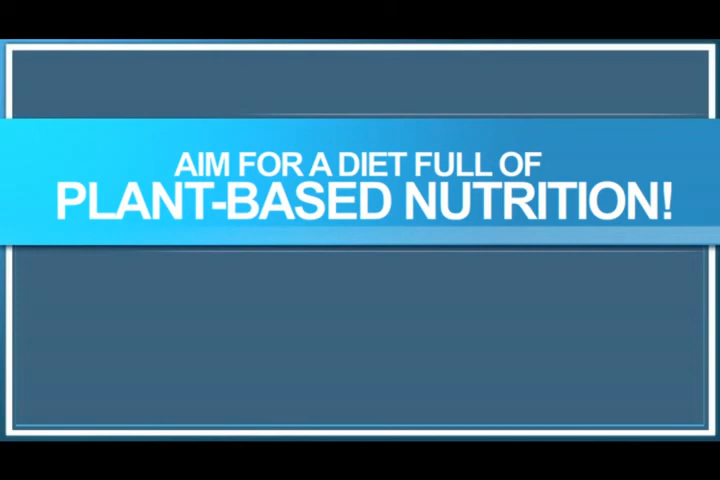 AIM FOR A DIET FULL OF
PLANT-BASED NUTRITION!